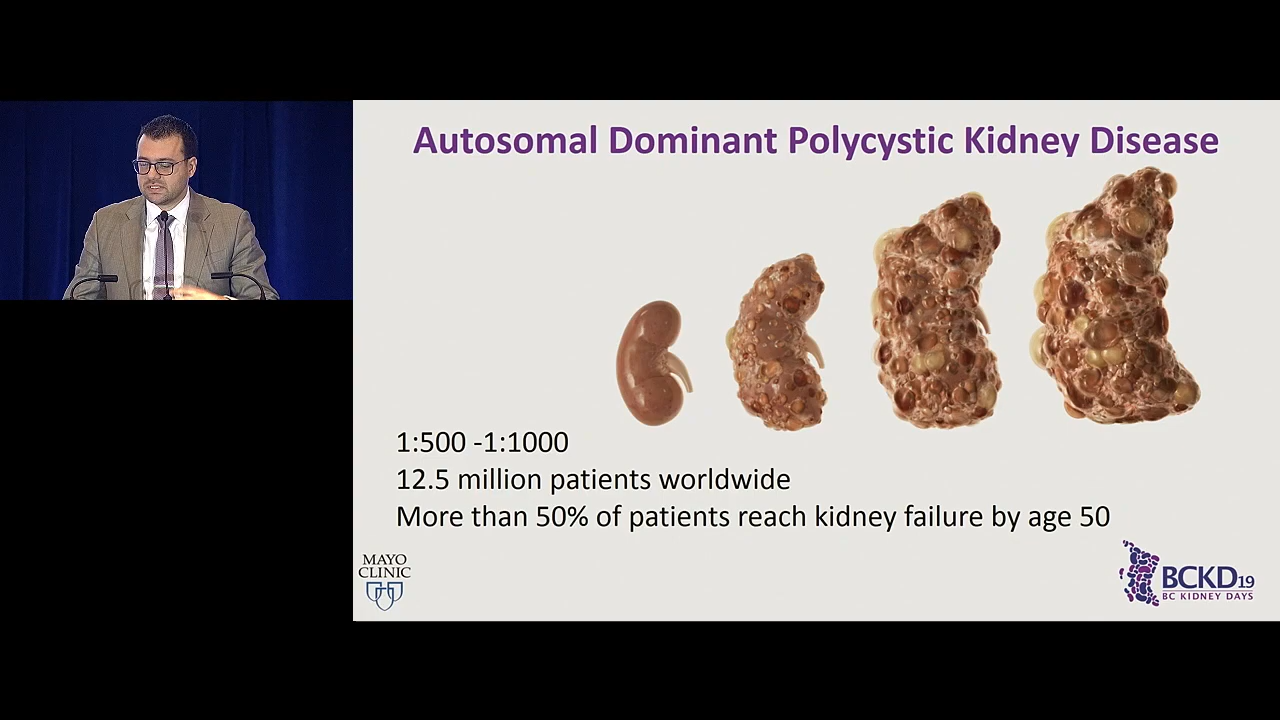 Autosomal Dominant Polycystic Kidney Disease
1:500 -1:1000
12.5 million patients worldwide
More than 50% of patients reach kidney failure by age 50
MAYO
CLINIC
BCKD19
BC KIDNEY DAYS